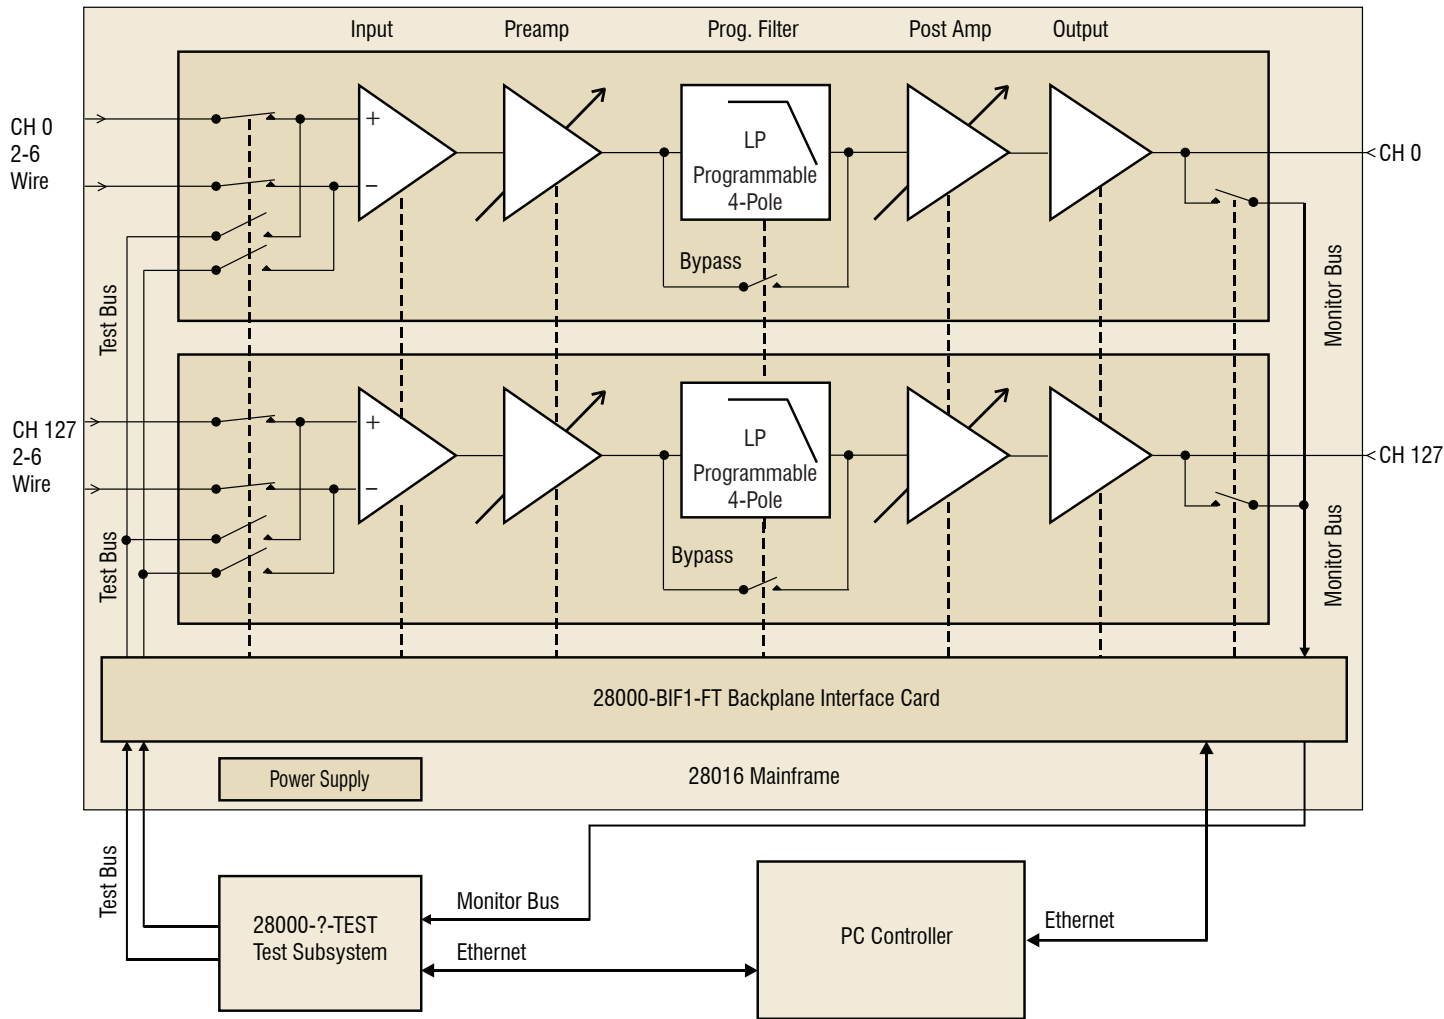 Input
Preamp
Prog. Filter
Post Amp
Output
CH 0
2-6
Wire
+
−
LP
Programmable
4-Pole
Bypass
CH 0
Test Bus
Monitor Bus
CH 127
2-6
Wire
+
−
LP
Programmable
4-Pole
Bypass
CH 127
Test Bus
Monitor Bus
28000-BIF1-FT Backplane Interface Card
Power Supply
28016 Mainframe
Test Bus
28000-?-TEST
Test Subsystem
Monitor Bus
Ethernet
PC Controller
Ethernet